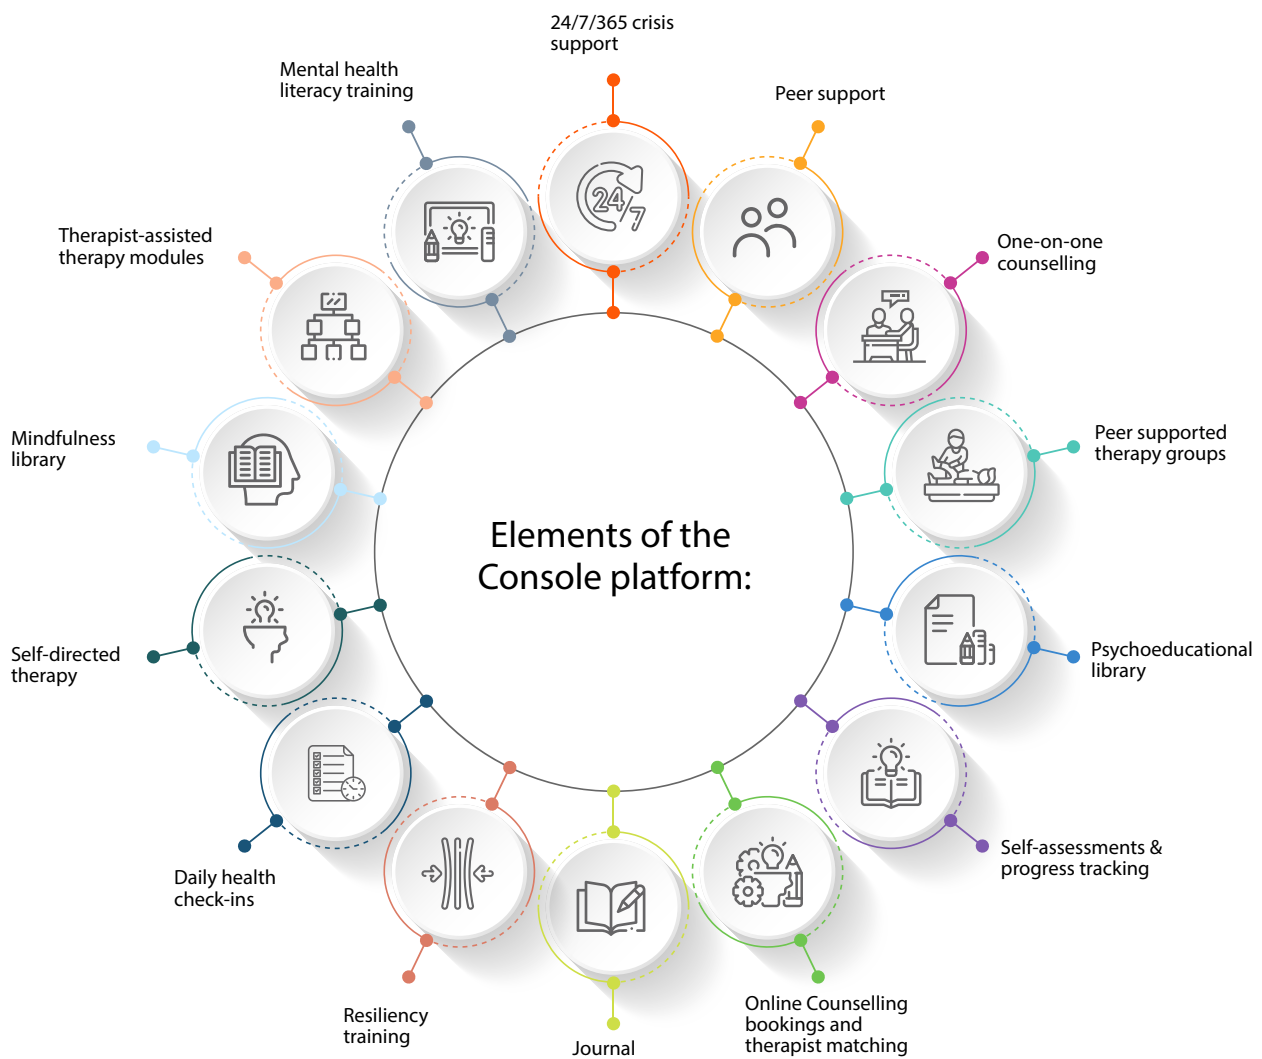 24/7/365 crisis
support
Mental health
literacy training
Peer support
Therapist-assisted
therapy modules
One-on-one
counselling
24/7
Mindfulness
library
Peer supported
therapy groups
Elements of the
Console platform:
Self-directed
therapy
Psychoeducational
library
Daily health
check-ins
Self-assessments &
progress tracking
Resiliency
training
Journal
Online Counselling
bookings and
therapist matching